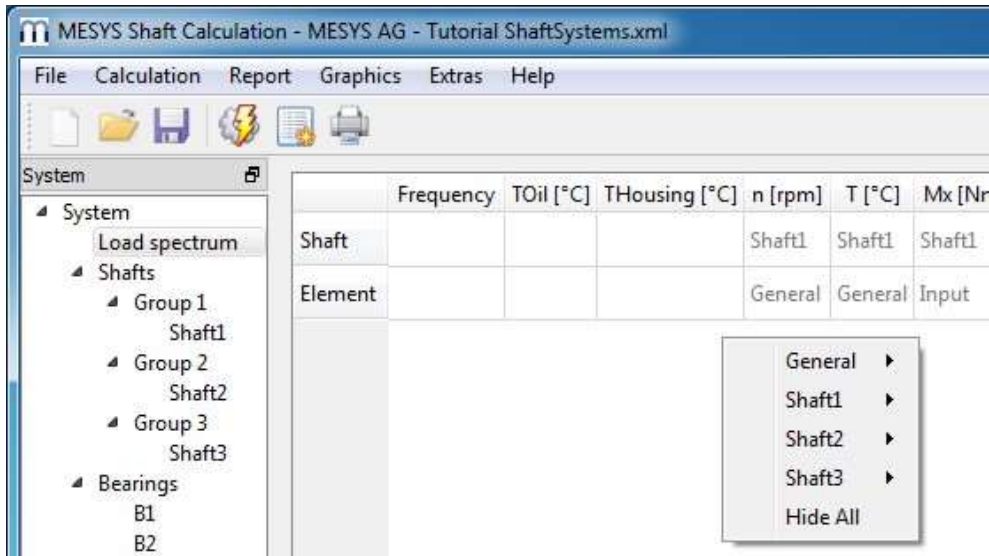 MESYS Shaft Calculation - MESYS AG - Tutorial ShaftSystems.xml
File Calculation Report Graphics Extras Help
System
System
Load spectrum
Shafts
Group 1
Shaft1
Group 2
Shaft2
Group 3
Shaft3
Bearings
B1
B2
Frequency TOil [°C] THousing [°C] n [rpm] T [°C] Mx [Nm
Shaft Shaft1 Shaft1 Shaft1
Element General General Input
General
Shaft1
Shaft2
Shaft3
Hide All